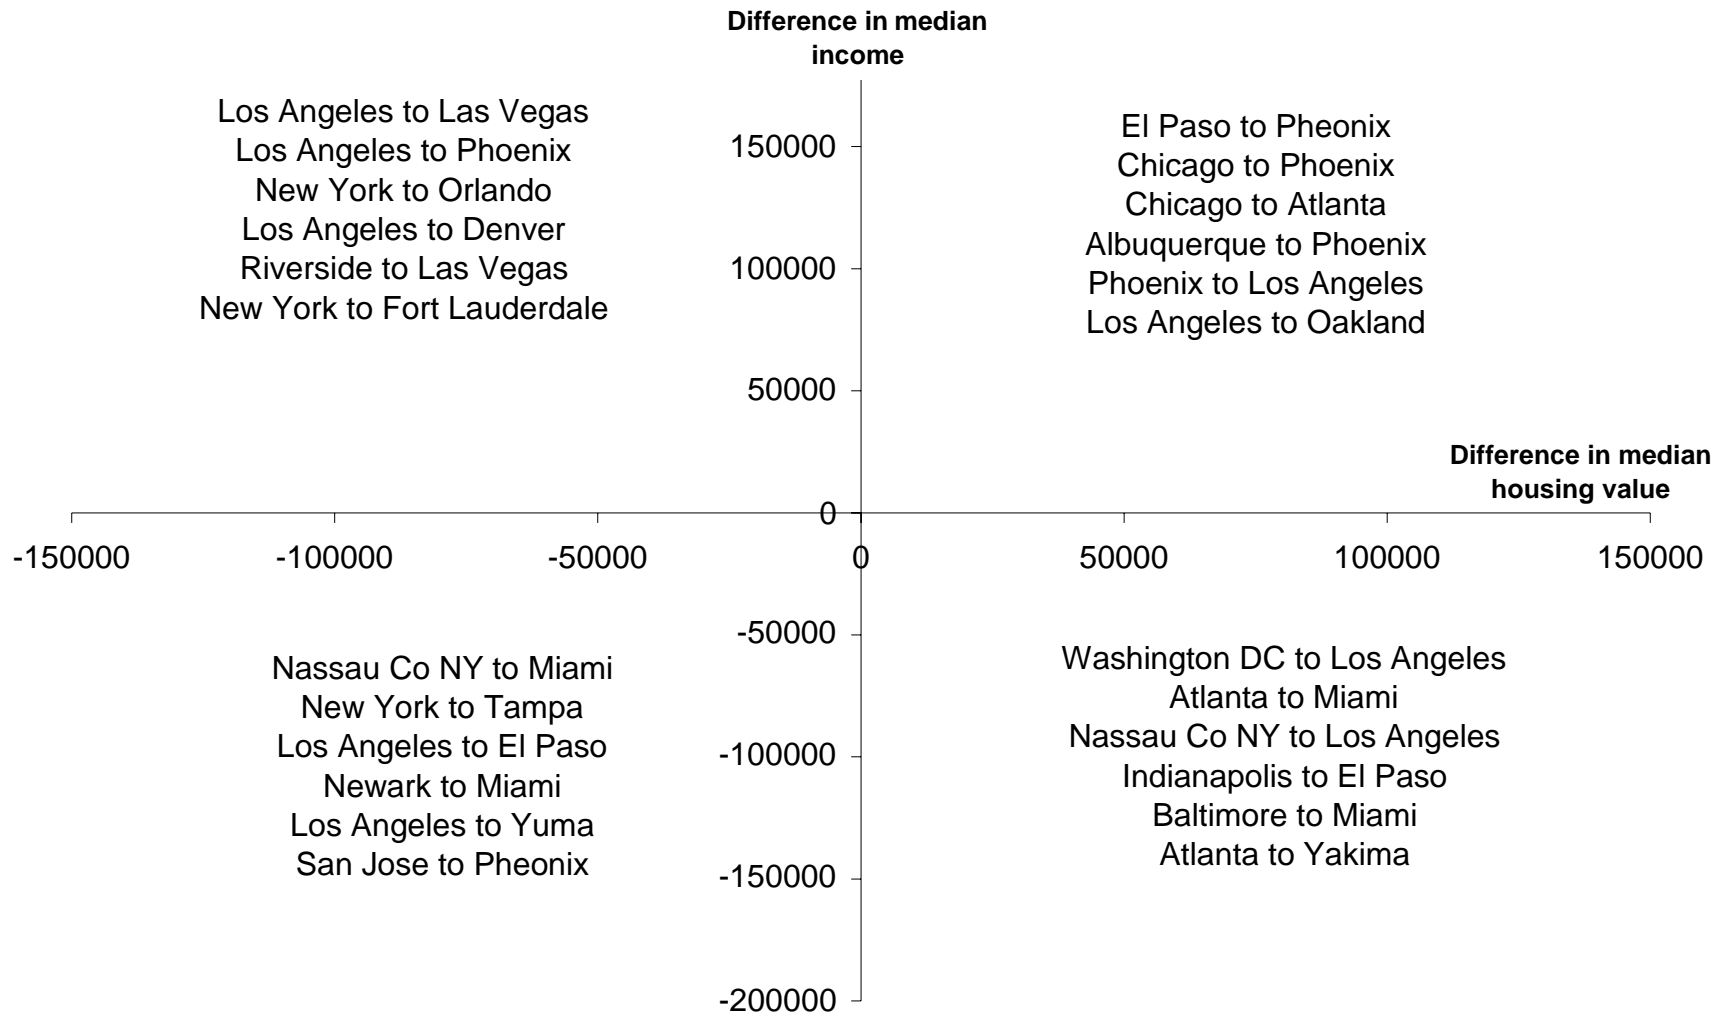 Difference in median
income
Los Angeles to Las Vegas
Los Angeles to Phoenix
New York to Orlando
Los Angeles to Denver
Riverside to Las Vegas
New York to Fort Lauderdale
El Paso to Pheonix
Chicago to Phoenix
Chicago to Atlanta
Albuquerque to Phoenix
Phoenix to Los Angeles
Los Angeles to Oakland
150000
100000
50000
0
-50000
-100000
-150000
-200000
Difference in median
housing value
-150000
-100000
-50000
0
50000
100000
150000
Nassau Co NY to Miami
New York to Tampa
Los Angeles to El Paso
Newark to Miami
Los Angeles to Yuma
San Jose to Pheonix
Washington DC to Los Angeles
Atlanta to Miami
Nassau Co NY to Los Angeles
Indianapolis to El Paso
Baltimore to Miami
Atlanta to Yakima